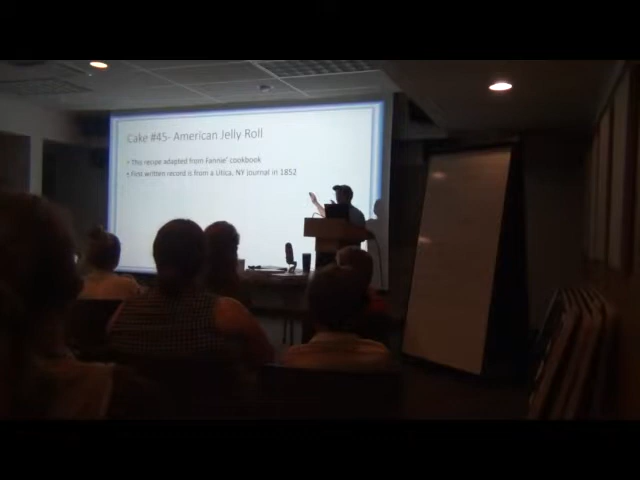 Cake #45- American Jelly Roll
• This recipe adapted from Fannie' cookbook
• First written record is from a Utica, NY journal in 1852